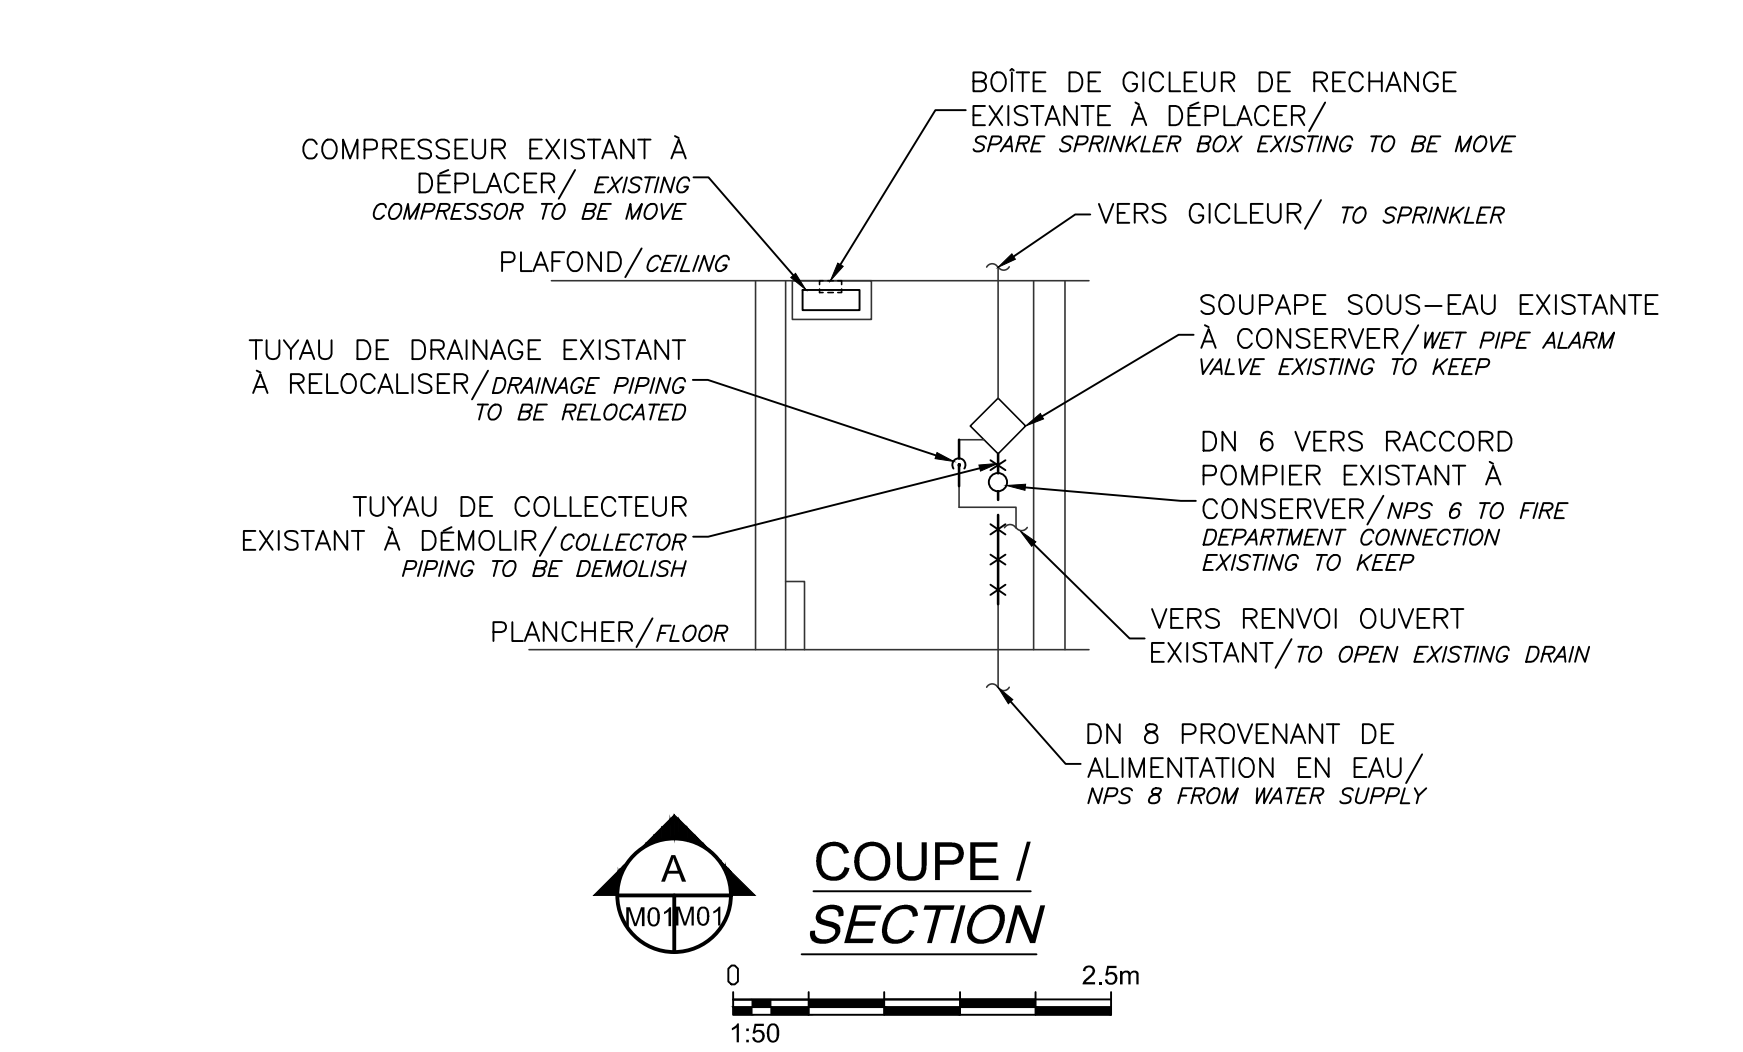 BOÎTE DE GICLEUR DE RECHANGE
EXISTANTE À DÉPLACER/
SPARE SPRINKLER BOX EXISTING TO BE MOVE
COMPRESSEUR EXISTANT À
DÉPLACER/ EXISTING
COMPRESSOR TO BE MOVE
VERS GICLEUR/ TO SPRINKLER
PLAFOND/CEILING
SOUPAPE SOUS-EAU EXISTANTE
À CONSERVER/WET PIPE ALARM
VALVE EXISTING TO KEEP
TUYAU DE DRAINAGE EXISTANT
À RELOCALISER/DRAINAGE PIPING
TO BE RELOCATED
DN 6 VERS RACCORD
POMPIER EXISTANT À
CONSERVER/NPS 6 TO FIRE
DEPARTMENT CONNECTION
EXISTING TO KEEP
TUYAU DE COLLECTEUR
EXISTANT À DÉMOLIR/COLLECTOR
PIPING TO BE DEMOLISH
VERS RENVOI OUVERT
EXISTANT/TO OPEN EXISTING DRAIN
PLANCHER/FLOOR
DN 8 PROVENANT DE
ALIMENTATION EN EAU/
NPS 8 FROM WATER SUPPLY
A
M01 M01
COUPE /
SECTION
0 2.5m
1:50